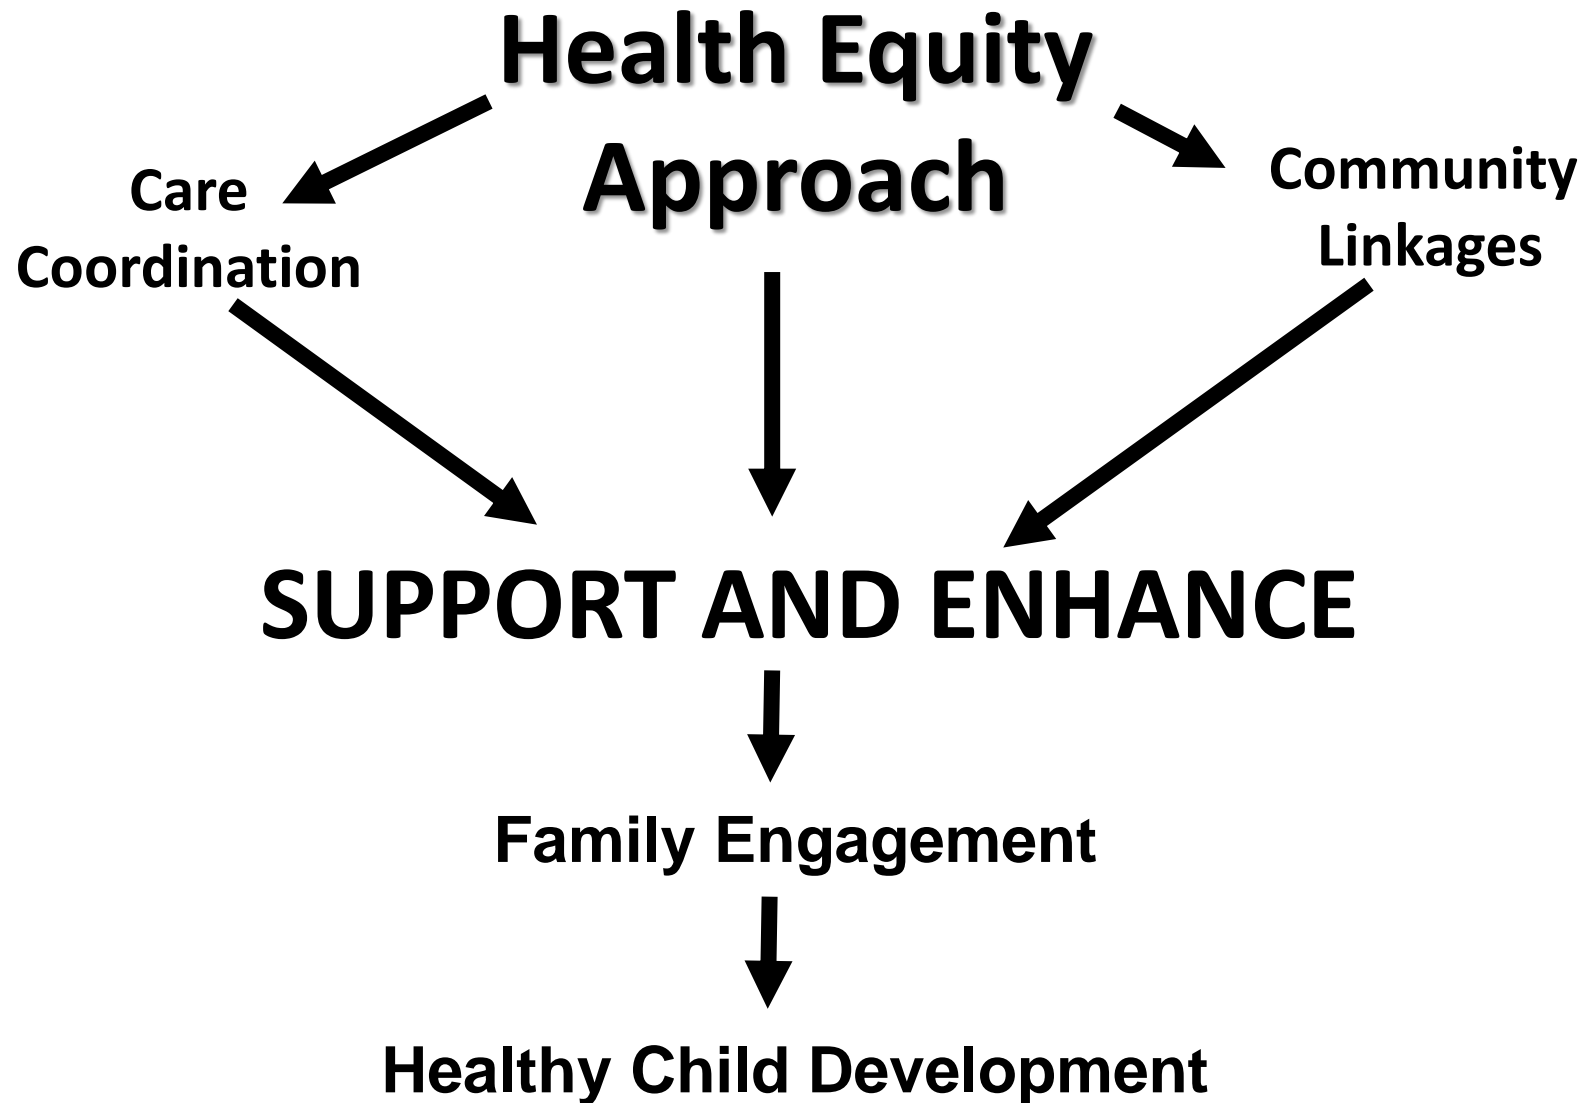 Health Equity
Approach
Care
Coordination
Community
Linkages
SUPPORT AND ENHANCE
Family Engagement
Healthy Child Development